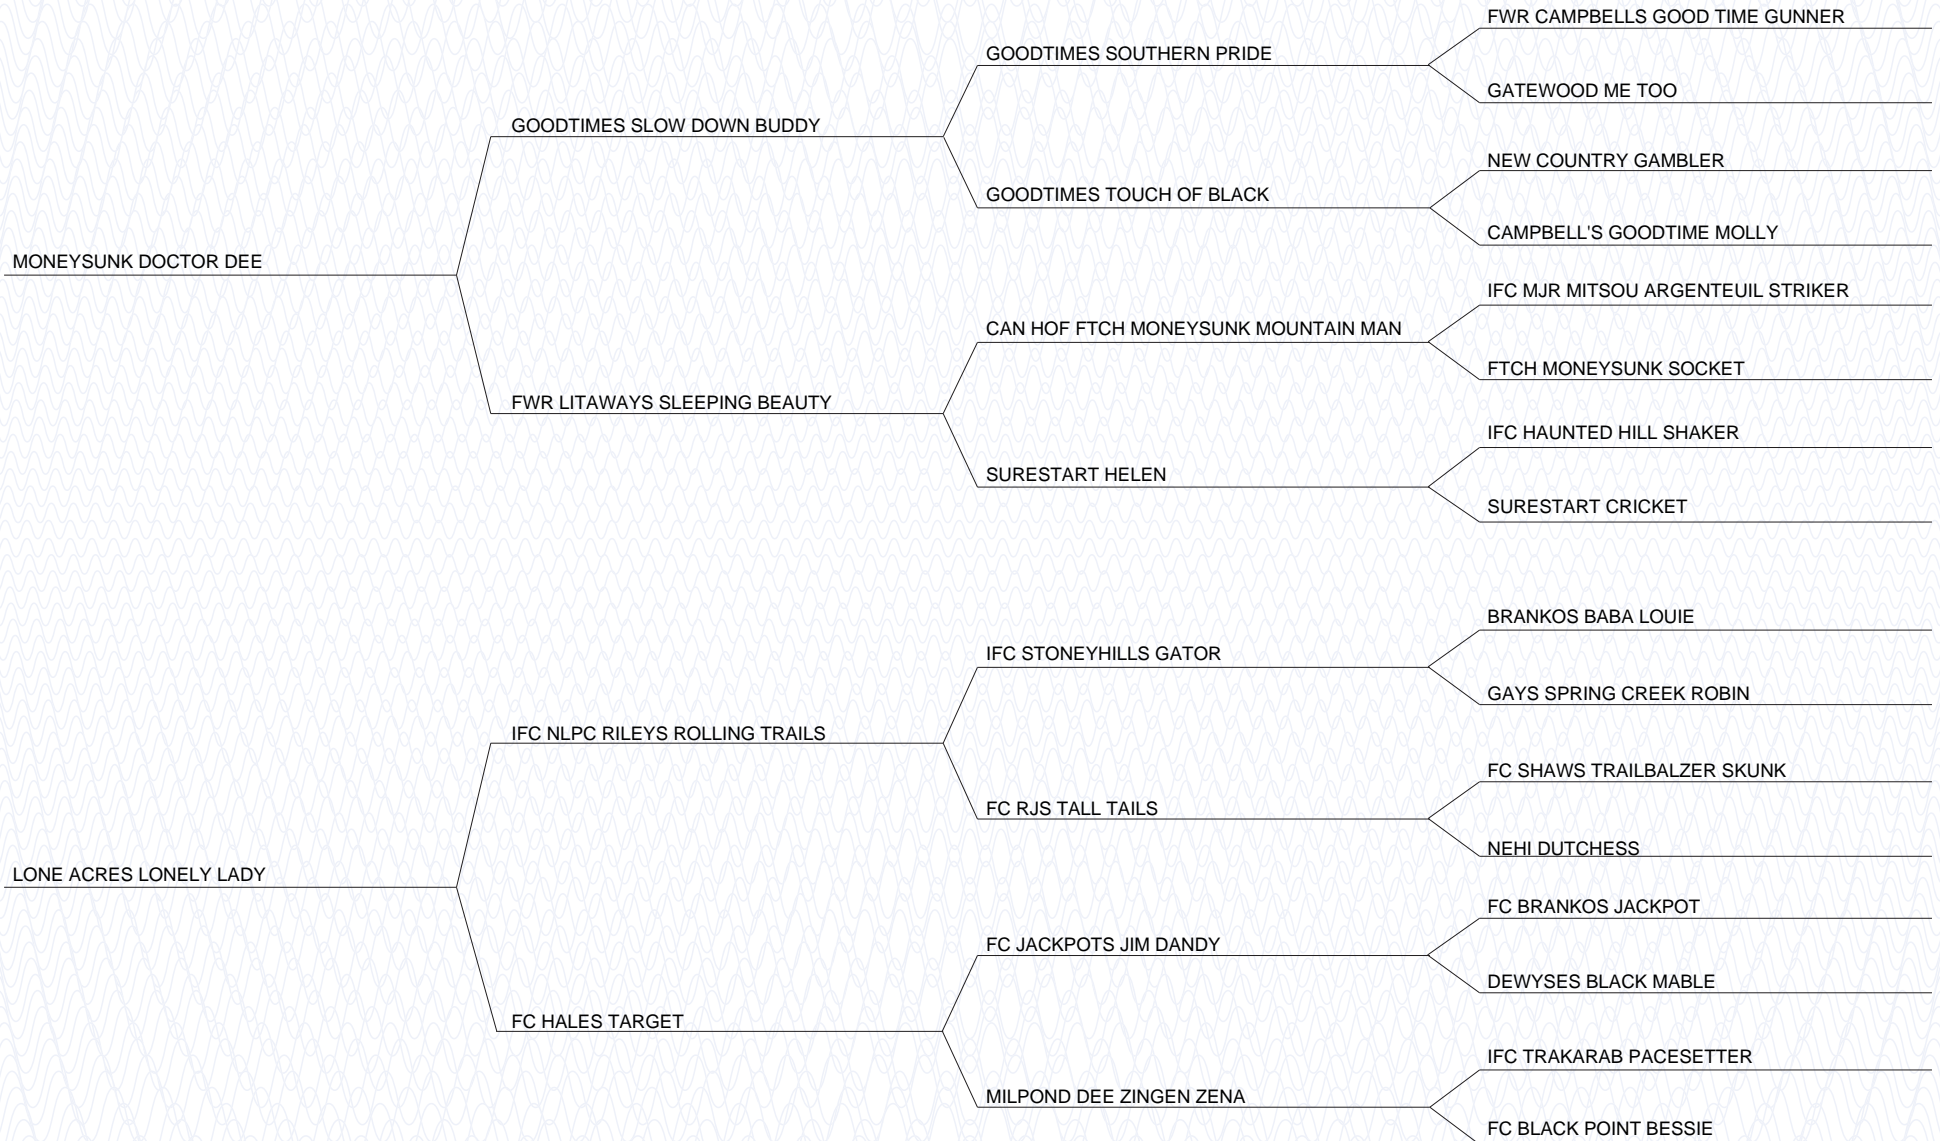 FWR CAMPBELLS GOOD TIME GUNNER
GOODTIMES SOUTHERN PRIDE
GATEWOOD ME TOO
GOODTIMES SLOW DOWN BUDDY
NEW COUNTRY GAMBLER
GOODTIMES TOUCH OF BLACK
CAMPBELL'S GOODTIME MOLLY
MONEYSUNK DOCTOR DEE
IFC MJR MITSOU ARGENTEUIL STRIKER
CAN HOF FTCH MONEYSUNK MOUNTAIN MAN
FTCH MONEYSUNK SOCKET
FWR LITAWAYS SLEEPING BEAUTY
IFC HAUNTED HILL SHAKER
SURESTART HELEN
SURESTART CRICKET
BRANKOS BABA LOUIE
IFC STONEYHILLS GATOR
GAYS SPRING CREEK ROBIN
IFC NLPC RILEYS ROLLING TRAILS
FC SHAWS TRAILBALZER SKUNK
FC RJS TALL TAILS
NEHI DUTCHESS
LONE ACRES LONELY LADY
FC BRANKOS JACKPOT
FC JACKPOTS JIM DANDY
DEWYSES BLACK MABLE
FC HALES TARGET
IFC TRAKARAB PACESETTER
MILPOND DEE ZINGEN ZENA
FC BLACK POINT BESSIE